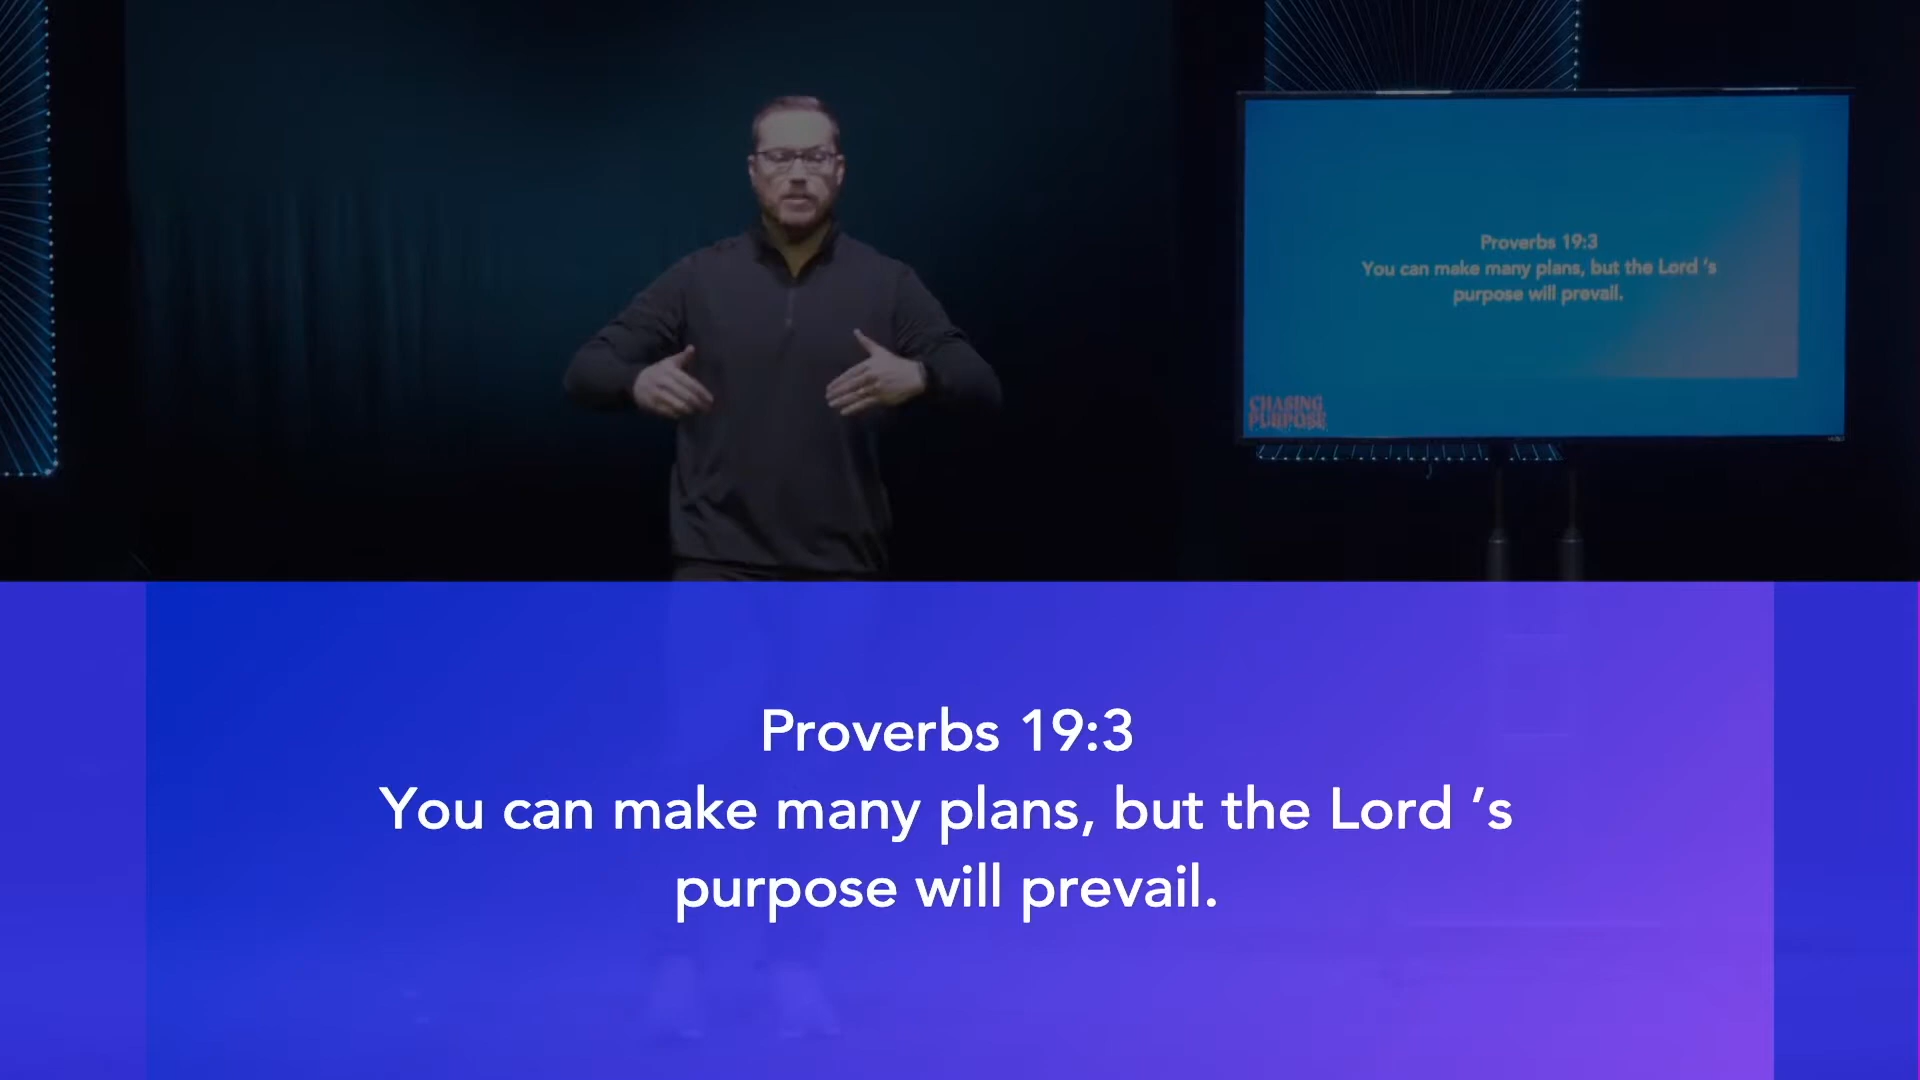 Proverbs 19:3
You can make many plans, but the Lord ’s
purpose will prevail.
CHASING
PURPOSE
Proverbs 19:3
You can make many plans, but the Lord ’s
purpose will prevail.